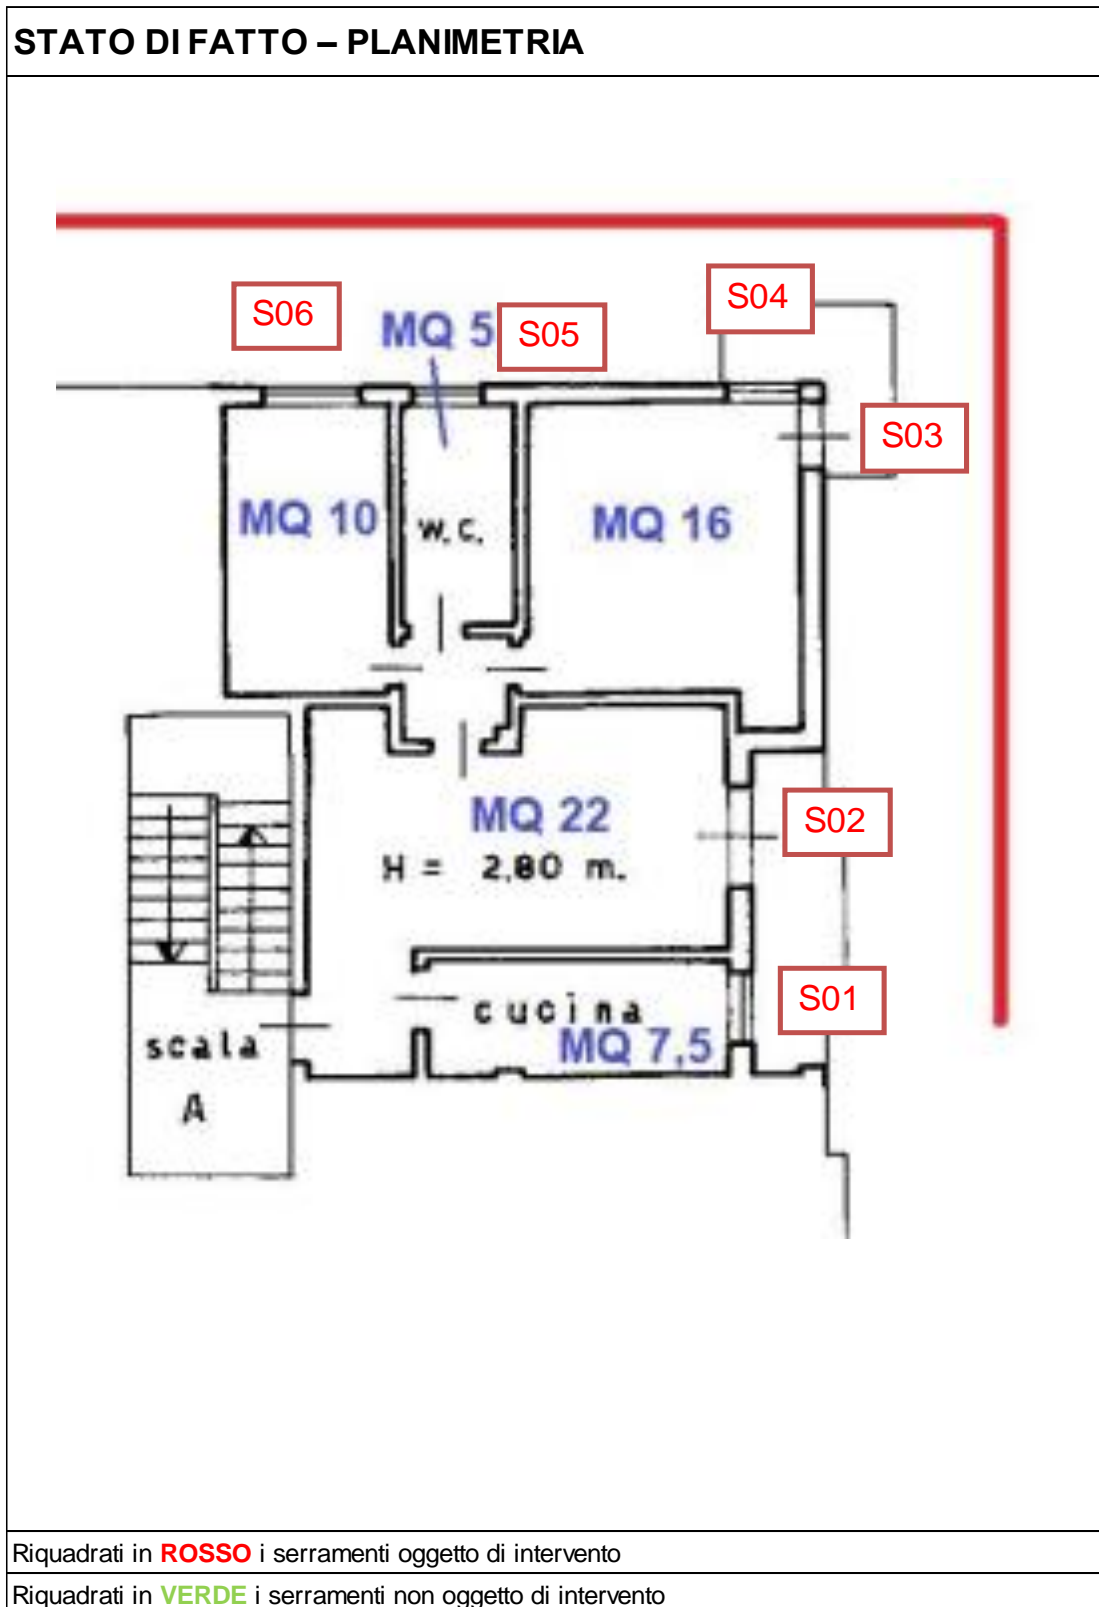 STATO DI FATTO – PLANIMETRIA
S04
S06
MQ 5
S05
S03
MQ 10
W.C.
MQ 16
MQ 22
S02
H = 2,80 m.
S01
cucina
MQ 7,5
scala
A
Riquadrati in ROSSO i serramenti oggetto di intervento
Riquadrati in VERDE i serramenti non oggetto di intervento